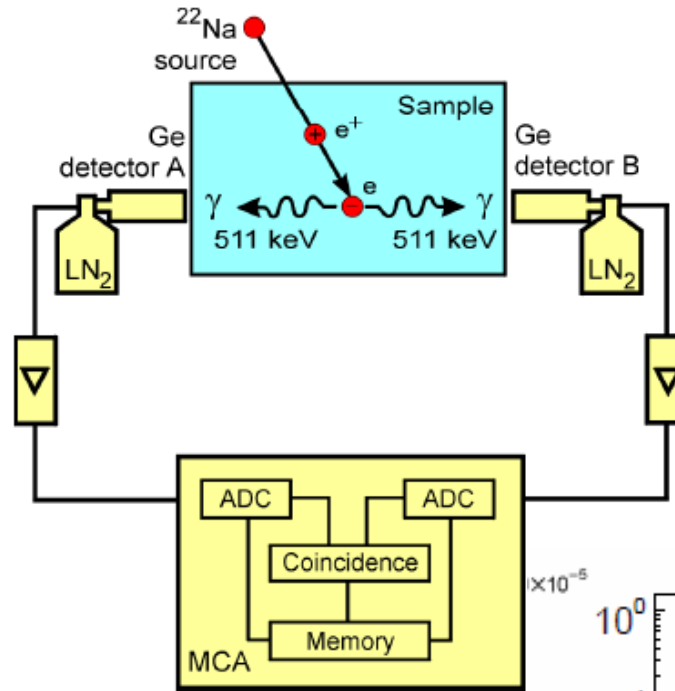 ²²Na
source
Sample
e⁺
Ge
detector A
Ge
detector B
e
γ
γ
511 keV
511 keV
LN₂
LN₂
ADC
ADC
Coincidence
Memory
MCA
×10⁻⁵
10⁰